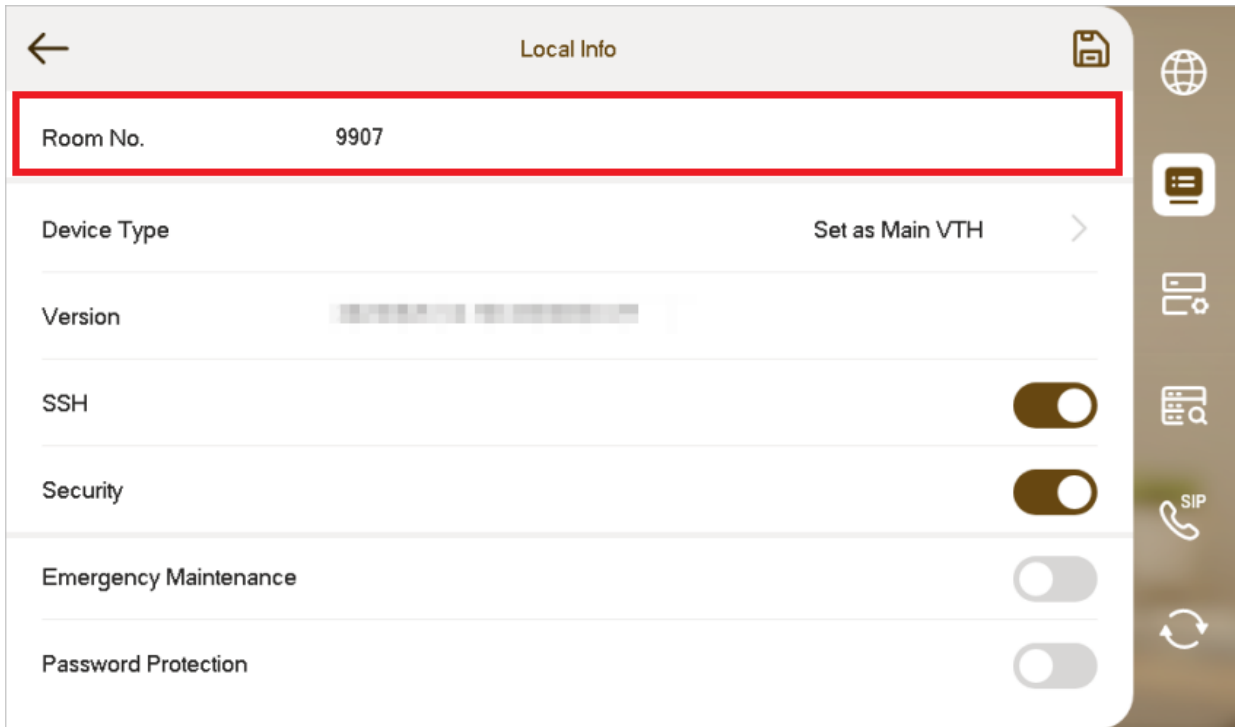 Local Info
Room No. 9907
Device Type Set as Main VTH
Version
SSH
Security
SIP
Emergency Maintenance
Password Protection